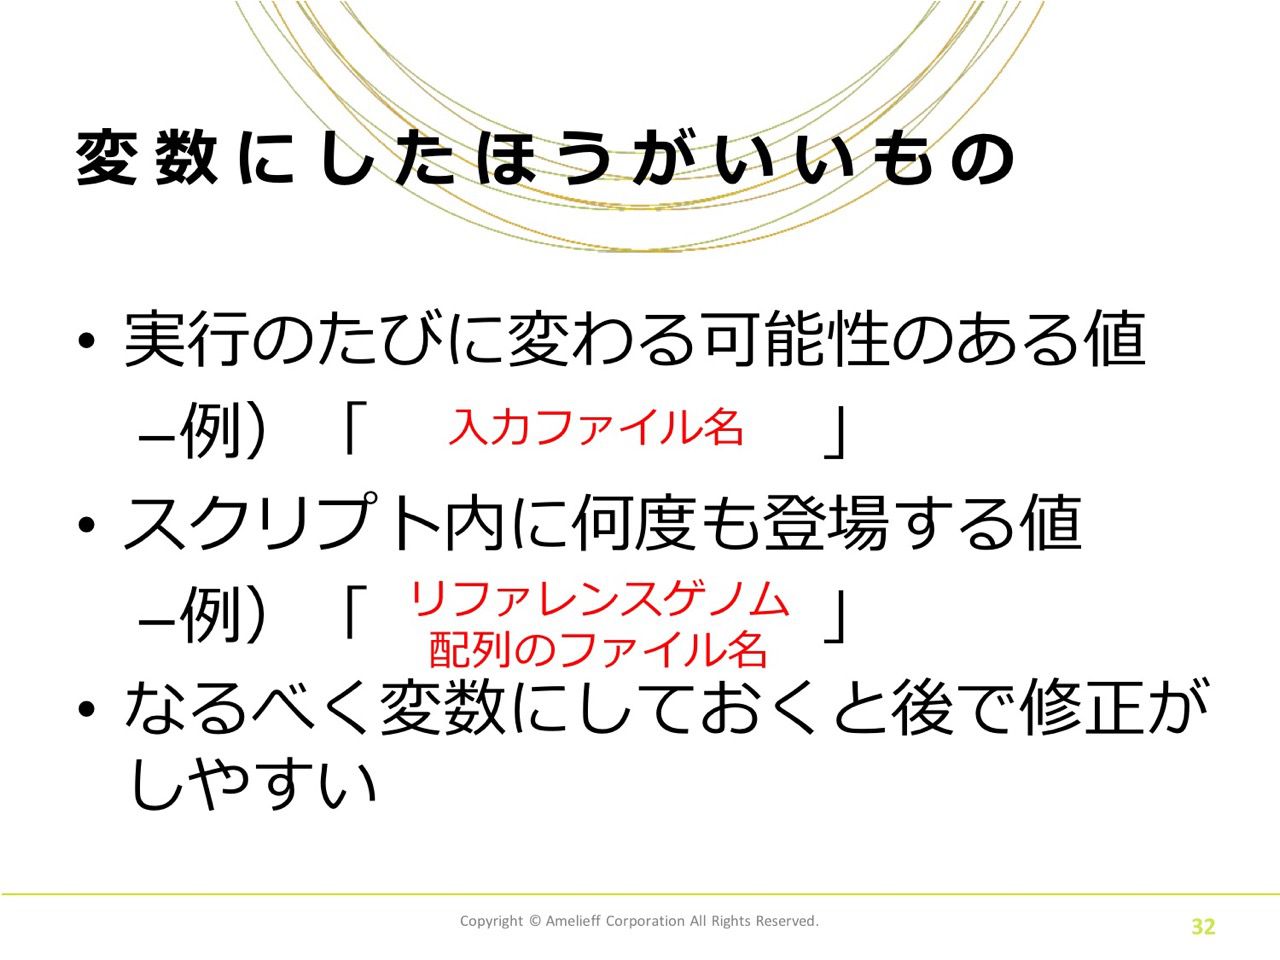 変数にしたほうがいいもの
• 実行のたびに変わる可能性のある値
–例）「 入力ファイル名 」
• スクリプト内に何度も登場する値
–例）「 リファレンスゲノム
配列のファイル名 」
• なるべく変数にしておくと後で修正が
しやすい
Copyright © Amelieff Corporation All Rights Reserved.
32